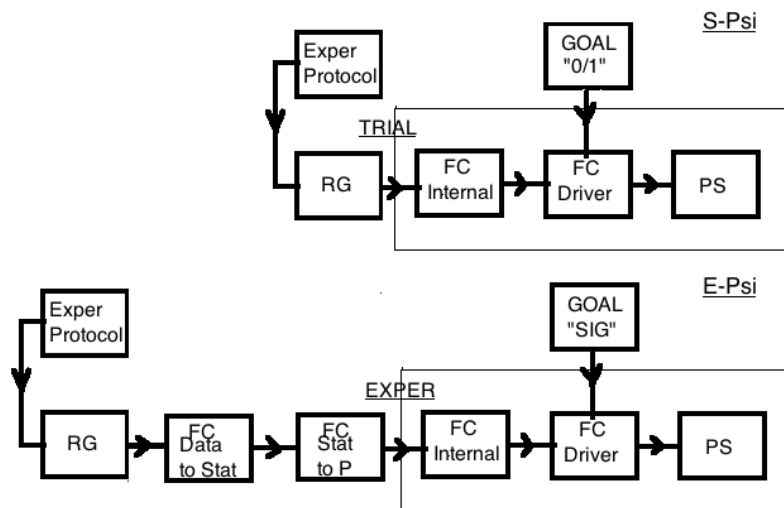 S-Psi
Exper
Protocol
GOAL
"0/1"
TRIAL
RG
FC
Internal
FC
Driver
PS
E-Psi
Exper
Protocol
GOAL
"SIG"
EXPER
RG
FC
Data
to Stat
FC
Stat
to P
FC
Internal
FC
Driver
PS